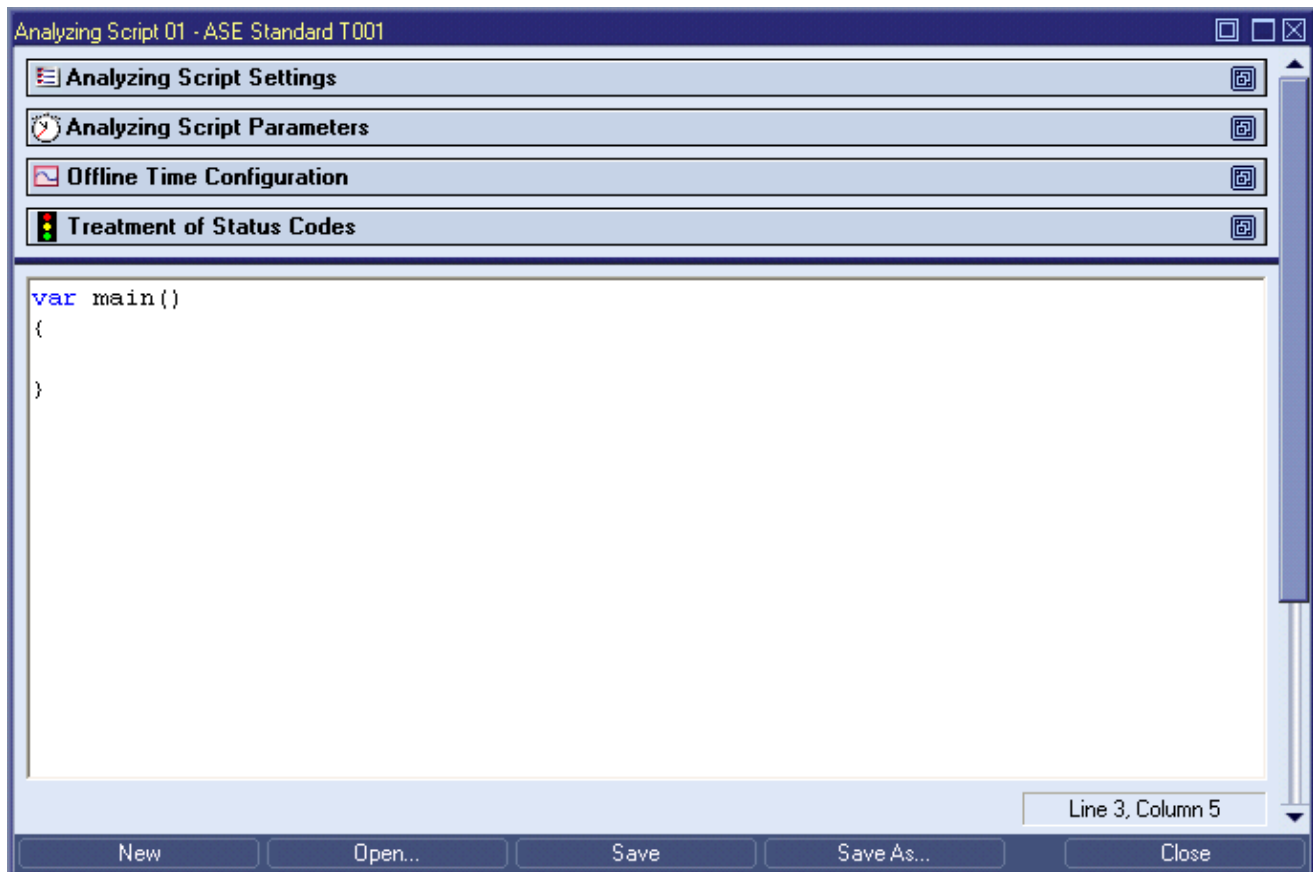 Analyzing Script 01 - ASE Standard T001
Analyzing Script Settings
Analyzing Script Parameters
Offline Time Configuration
Treatment of Status Codes
var main()
{
}
Line 3, Column 5
New Open... Save Save As... Close